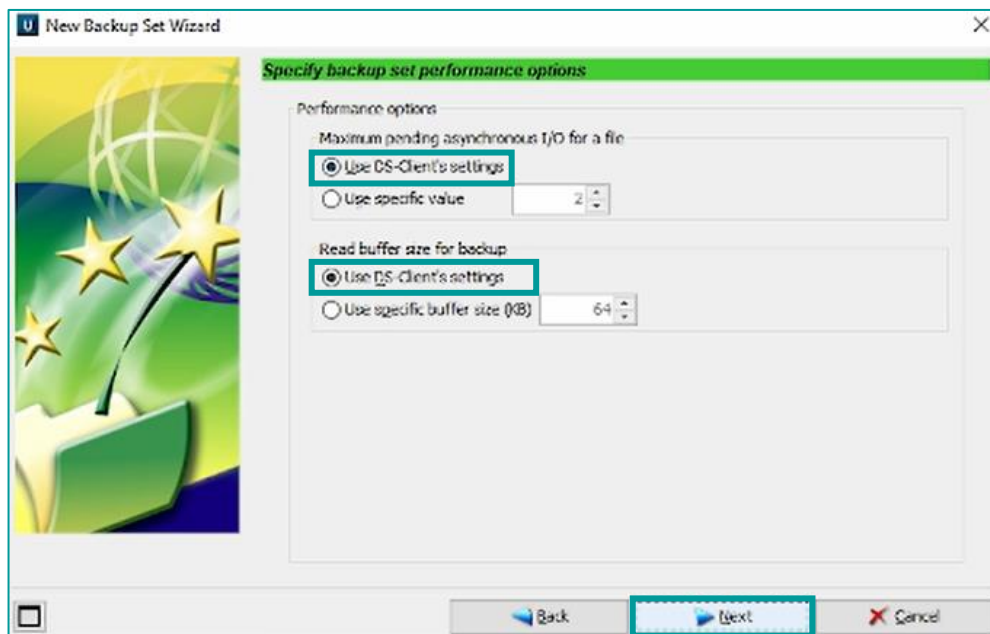 U New Backup Set Wizard
Specify backup set performance options
Performance options
Maximum pending asynchronous I/O for a file
Use DS-Client's settings
Use specific value 2
Read buffer size for backup
Use DS-Client's settings
Use specific buffer size (KB) 64
Back Next Cancel